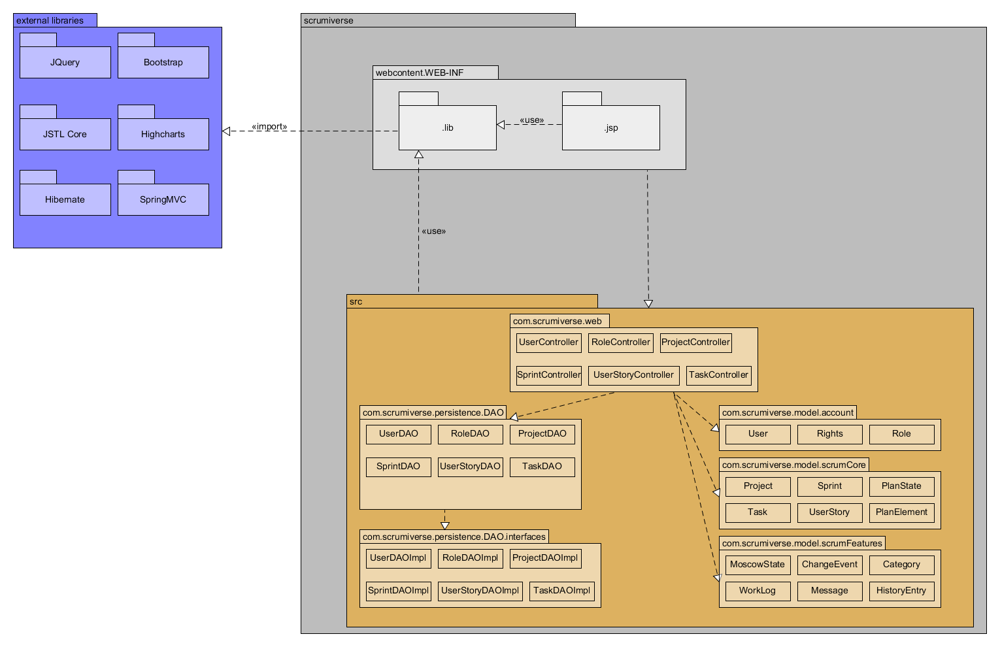 external libraries
JQuery
Bootstrap
JSTL Core
Highcharts
Hibernate
SpringMVC
«import»
scrumiverse
webcontent.WEB-INF
.lib
«use»
.jsp
«use»
src
com.scrumiverse.web
UserController
RoleController
ProjectController
SprintController
UserStoryController
TaskController
com.scrumiverse.persistence.DAO
UserDAO
RoleDAO
ProjectDAO
SprintDAO
UserStoryDAO
TaskDAO
com.scrumiverse.persistence.DAO.interfaces
UserDAOImpl
RoleDAOImpl
ProjectDAOImpl
SprintDAOImpl
UserStoryDAOImpl
TaskDAOImpl
com.scrumiverse.model.account
User
Rights
Role
com.scrumiverse.model.scrumCore
Project
Sprint
PlanState
Task
UserStory
PlanElement
com.scrumiverse.model.scrumFeatures
MoscowState
ChangeEvent
Category
WorkLog
Message
HistoryEntry